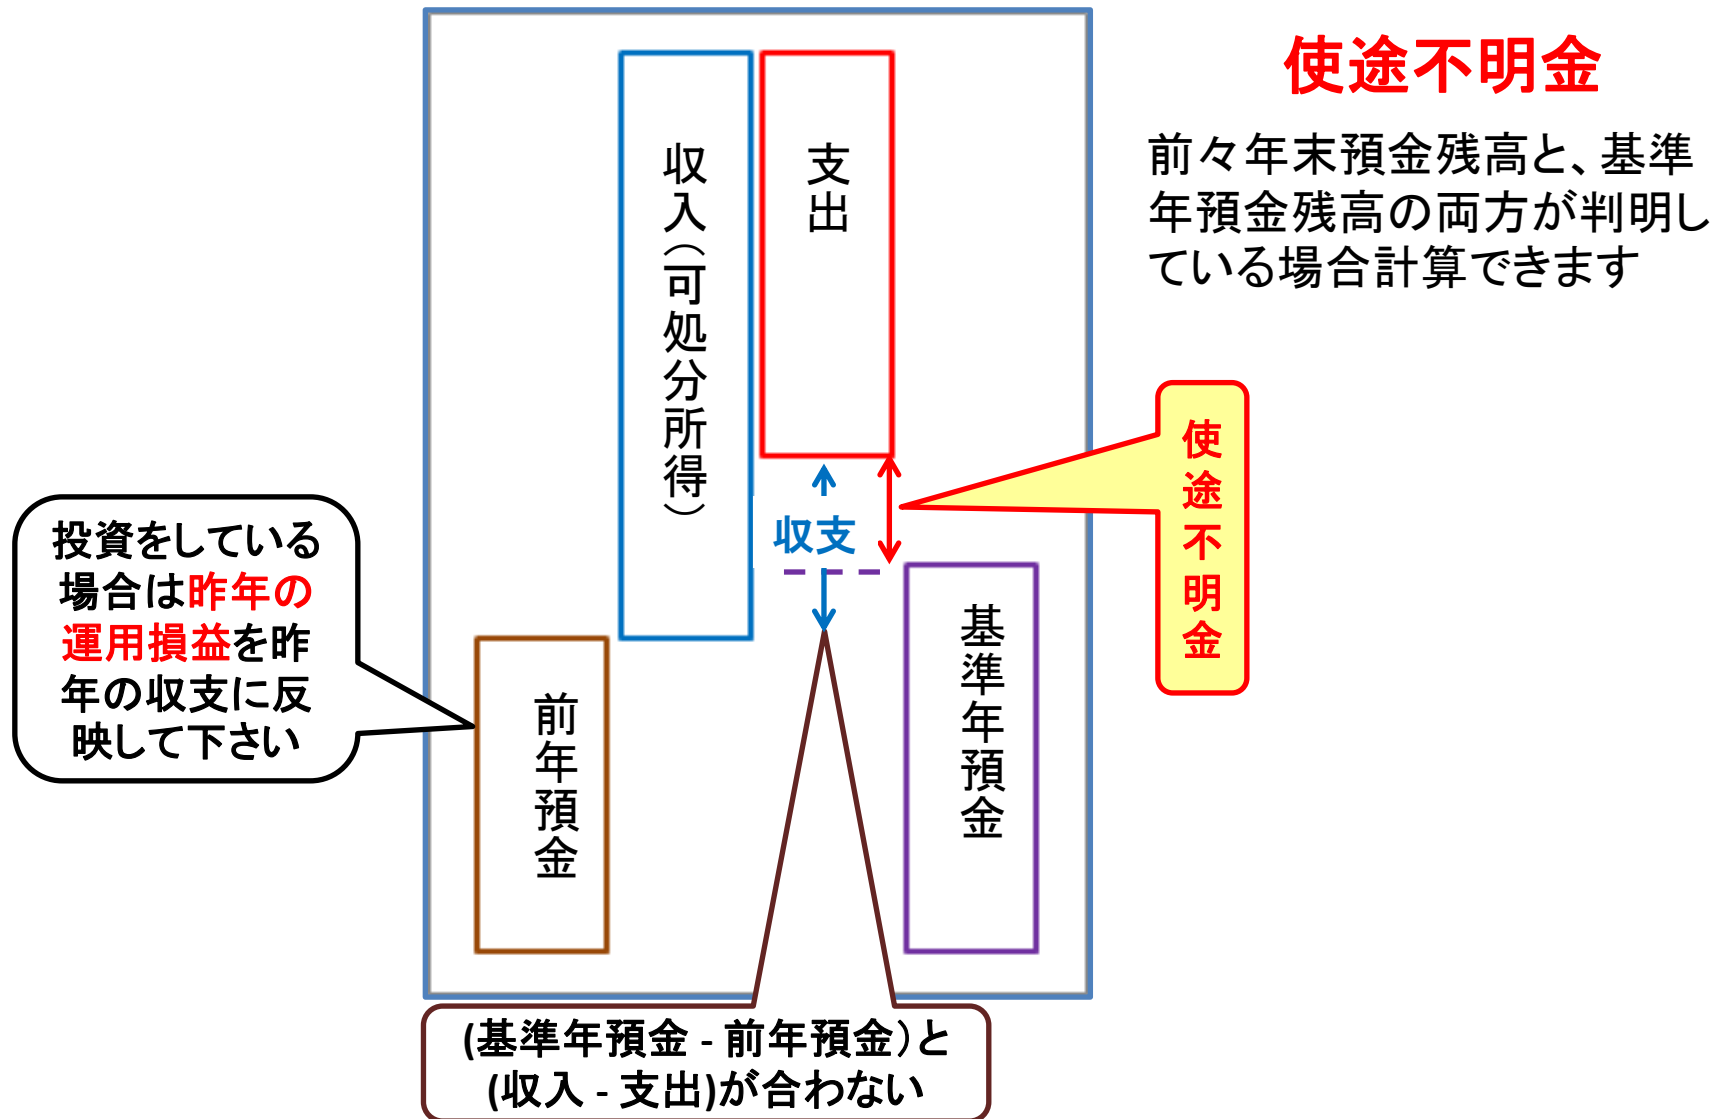 使途不明金
前々年末預金残高と、基準
年預金残高の両方が判明し
ている場合計算できます
収入（可処分所得）
支出
収支
使途不明金
投資をしている
場合は昨年の
運用損益を昨
年の収支に反
映して下さい
前年預金
基準年預金
(基準年預金 - 前年預金）と
(収入 - 支出)が合わない